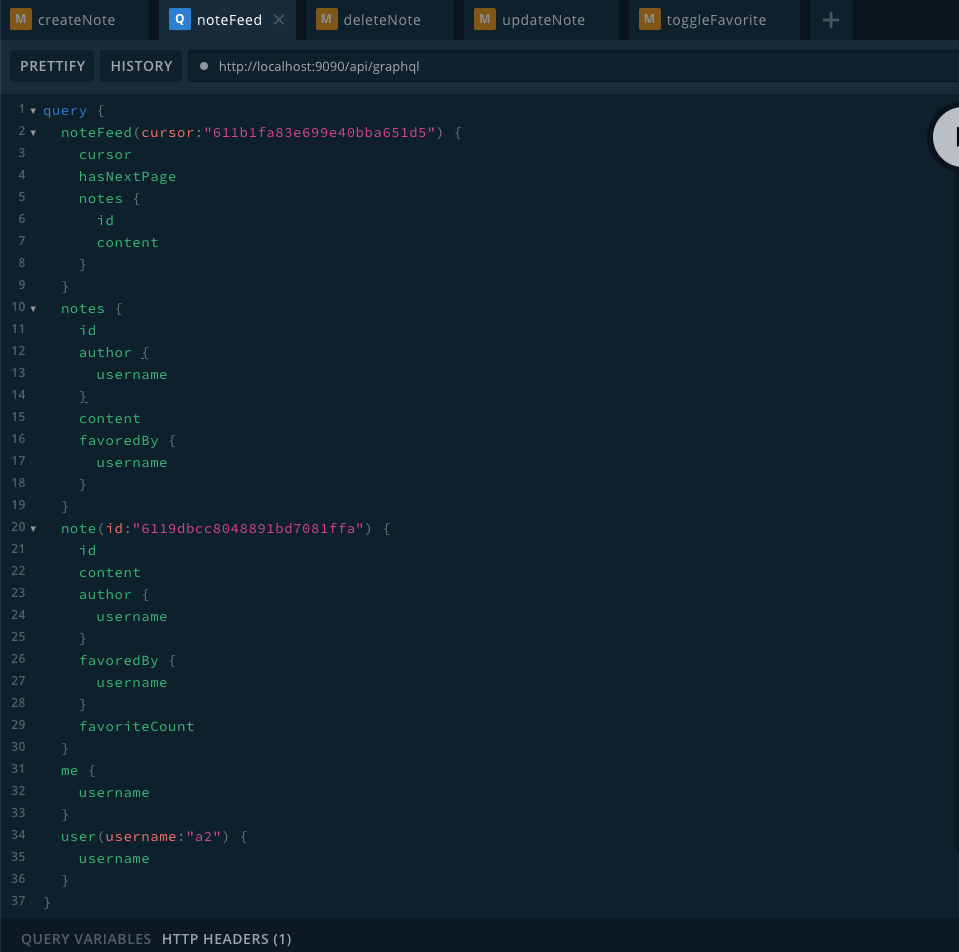 M createNote Q noteFeed M deleteNote M updateNote M toggleFavorite
PRETTIFY HISTORY http://localhost:9090/api/graphql
1 query {
2 noteFeed(cursor:"611b1fa83e699e40bba651d5") {
3 cursor
4 hasNextPage
5 notes {
6 id
7 content
8 }
9 }
10 notes {
11 id
12 author {
13 username
14 }
15 content
16 favoredBy {
17 username
18 }
19 }
20 note(id:"6119dbcc8048891bd7081ffa") {
21 id
22 content
23 author {
24 username
25 }
26 favoredBy {
27 username
28 }
29 favoriteCount
30 }
31 me {
32 username
33 }
34 user(username:"a2") {
35 username
36 }
37 }
QUERY VARIABLES HTTP HEADERS (1)